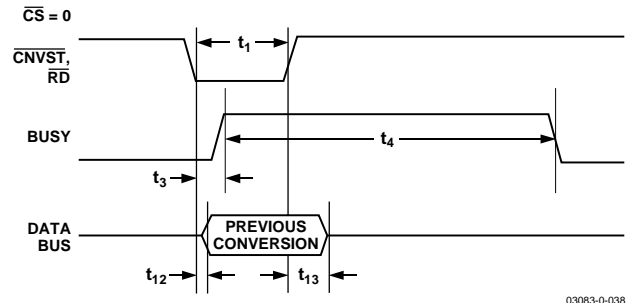 CS = 0
t1
CNVST,
RD
BUSY
t4
t3
DATA
BUS
PREVIOUS
CONVERSION
t12
t13
03083-0-038